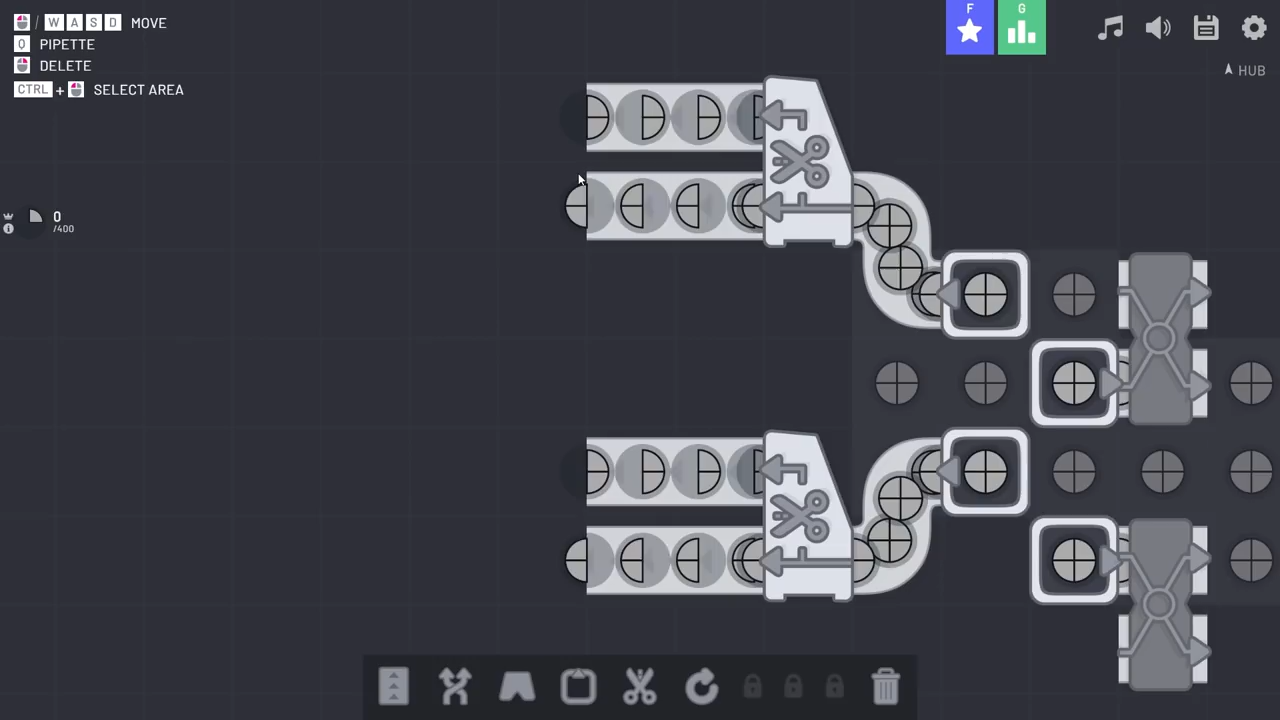 / W A S D MOVE
Q PIPETTE
DELETE
CTRL + SELECT AREA
F G
HUB
0
/400